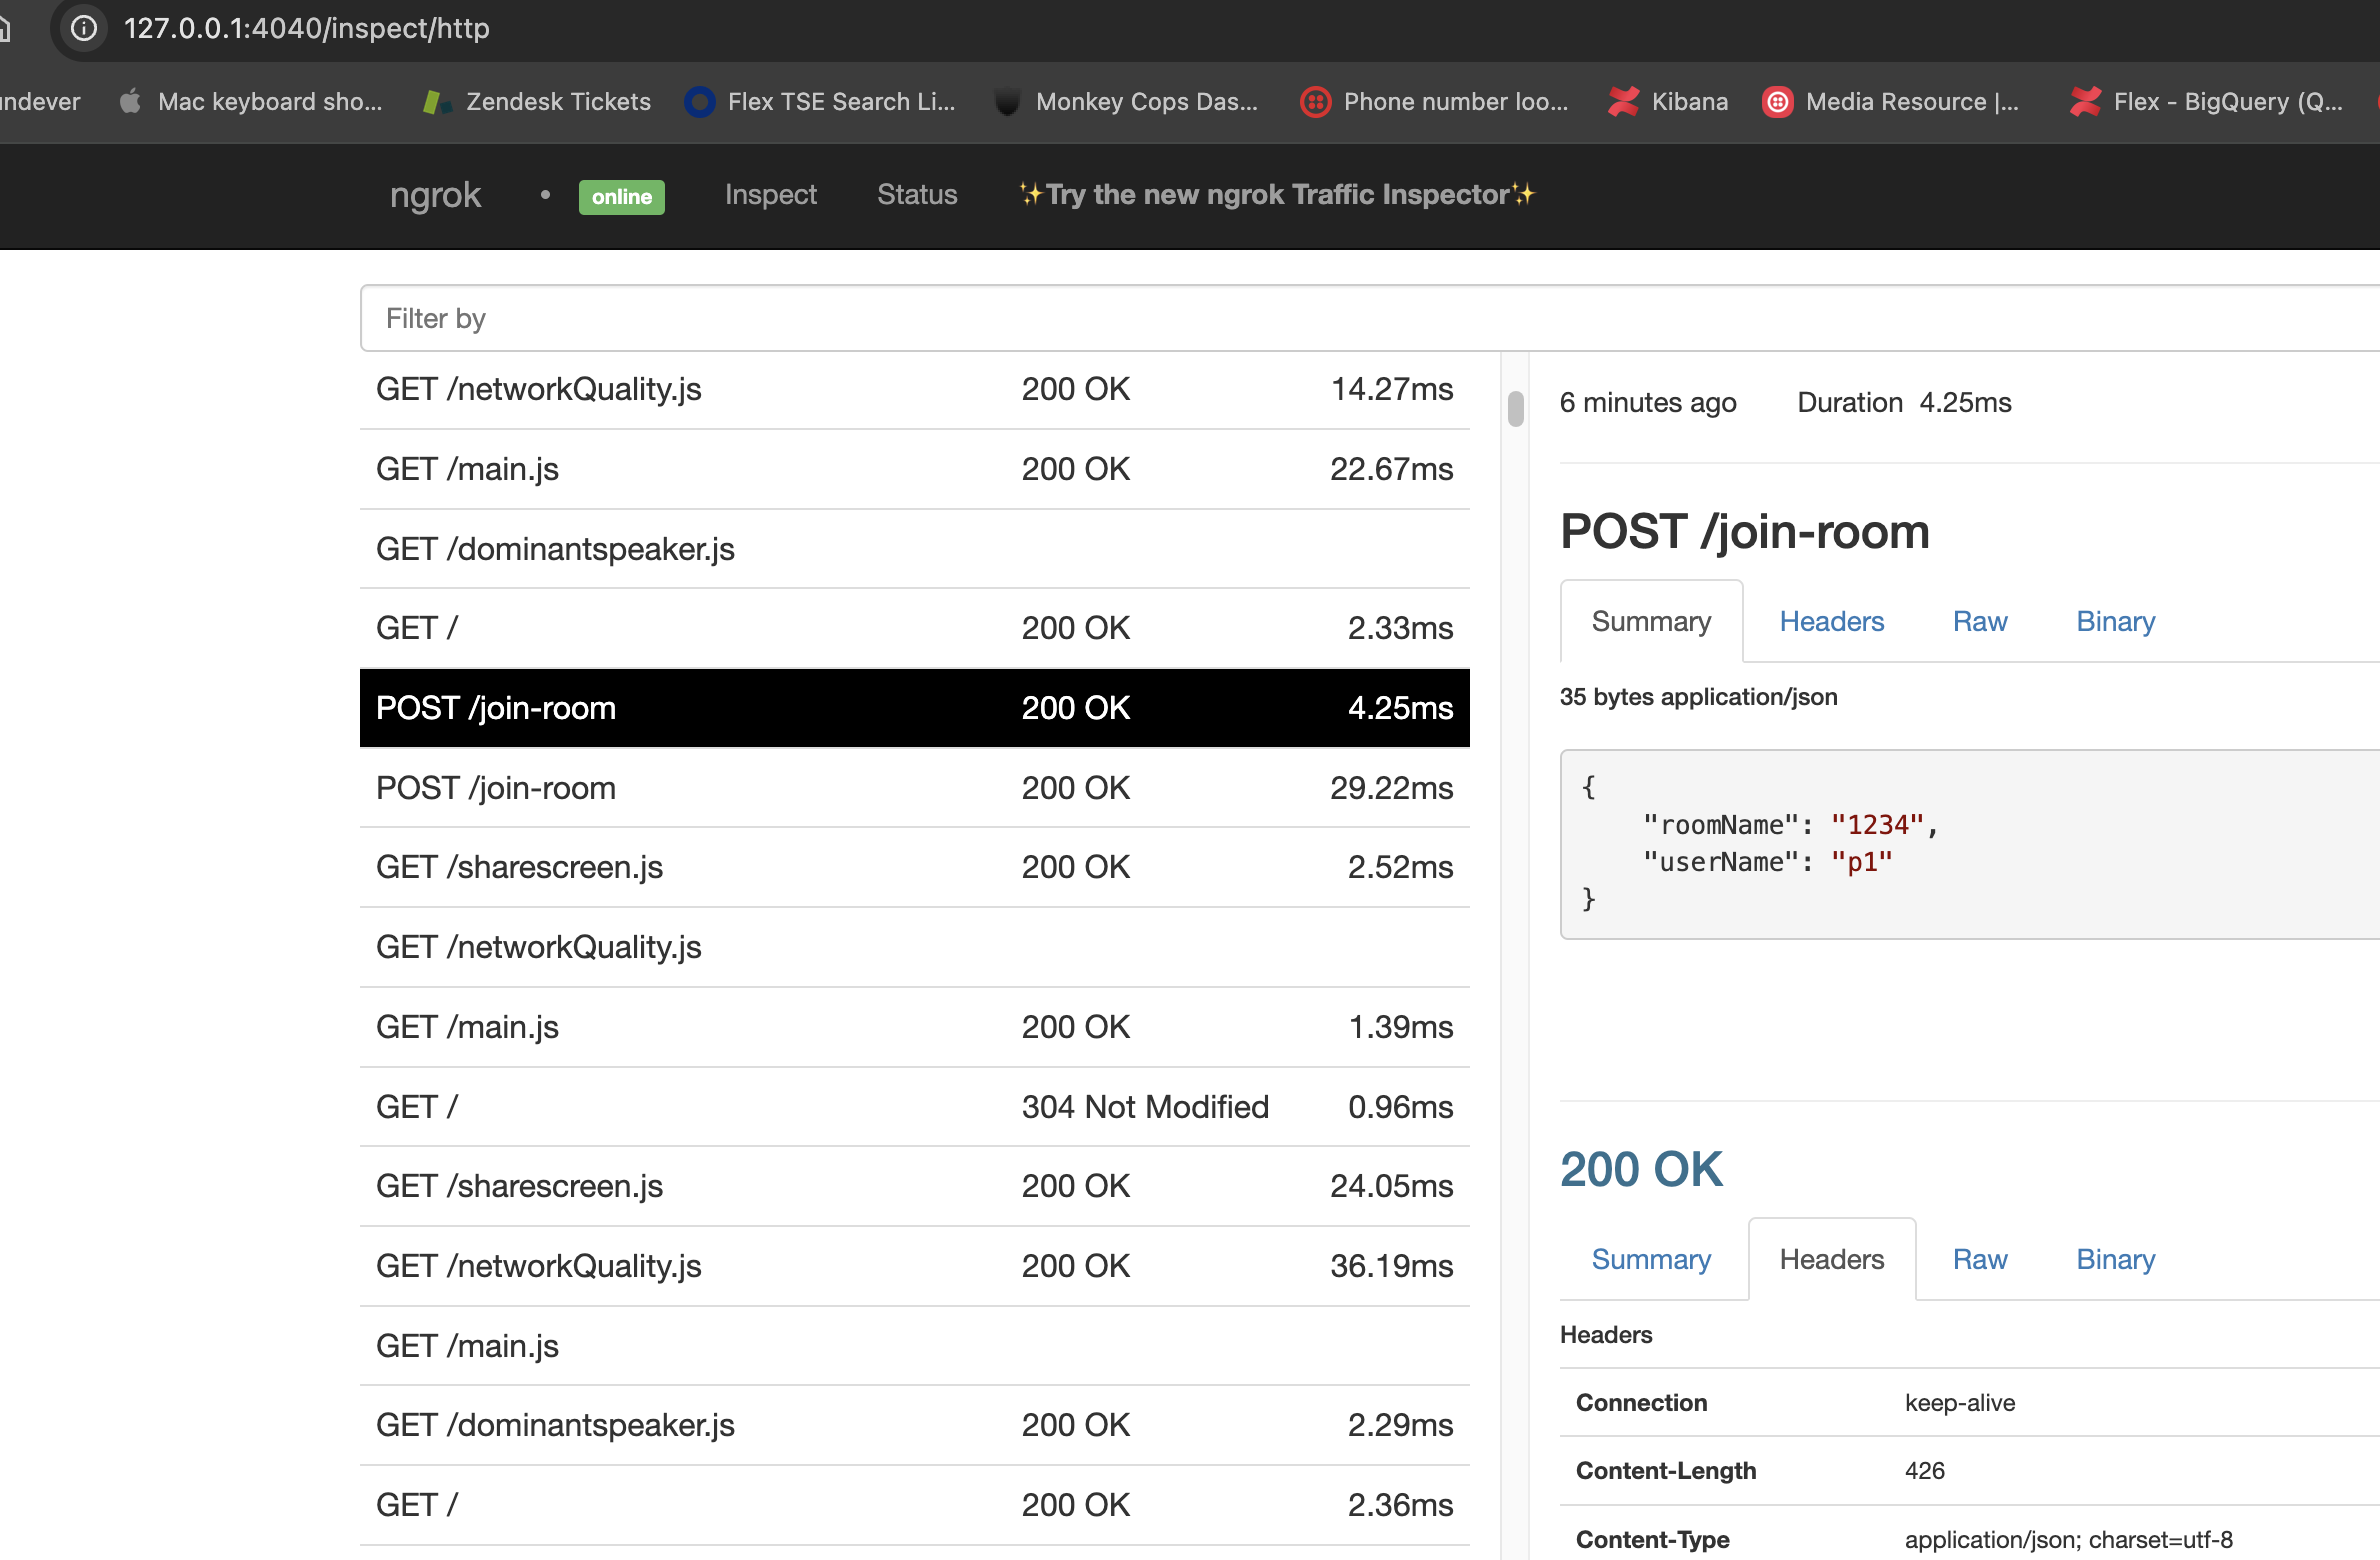 127.0.0.1:4040/inspect/http
Mac keyboard sho... Zendesk Tickets Flex TSE Search Li... Monkey Cops Das... Phone number loo... Kibana Media Resource |... Flex - BigQuery (Q...
ngrok • online Inspect Status ✨Try the new ngrok Traffic Inspector✨
Filter by
GET /networkQuality.js 200 OK 14.27ms
GET /main.js 200 OK 22.67ms
GET /dominantspeaker.js
GET / 200 OK 2.33ms
POST /join-room 200 OK 4.25ms
POST /join-room 200 OK 29.22ms
GET /sharescreen.js 200 OK 2.52ms
GET /networkQuality.js
GET /main.js 200 OK 1.39ms
GET / 304 Not Modified 0.96ms
GET /sharescreen.js 200 OK 24.05ms
GET /networkQuality.js 200 OK 36.19ms
GET /main.js
GET /dominantspeaker.js 200 OK 2.29ms
GET / 200 OK 2.36ms
6 minutes ago Duration 4.25ms
POST /join-room
Summary Headers Raw Binary
35 bytes application/json
{
"roomName": "1234",
"userName": "p1"
}
200 OK
Summary Headers Raw Binary
Headers
Connection keep-alive
Content-Length 426
Content-Type application/json; charset=utf-8